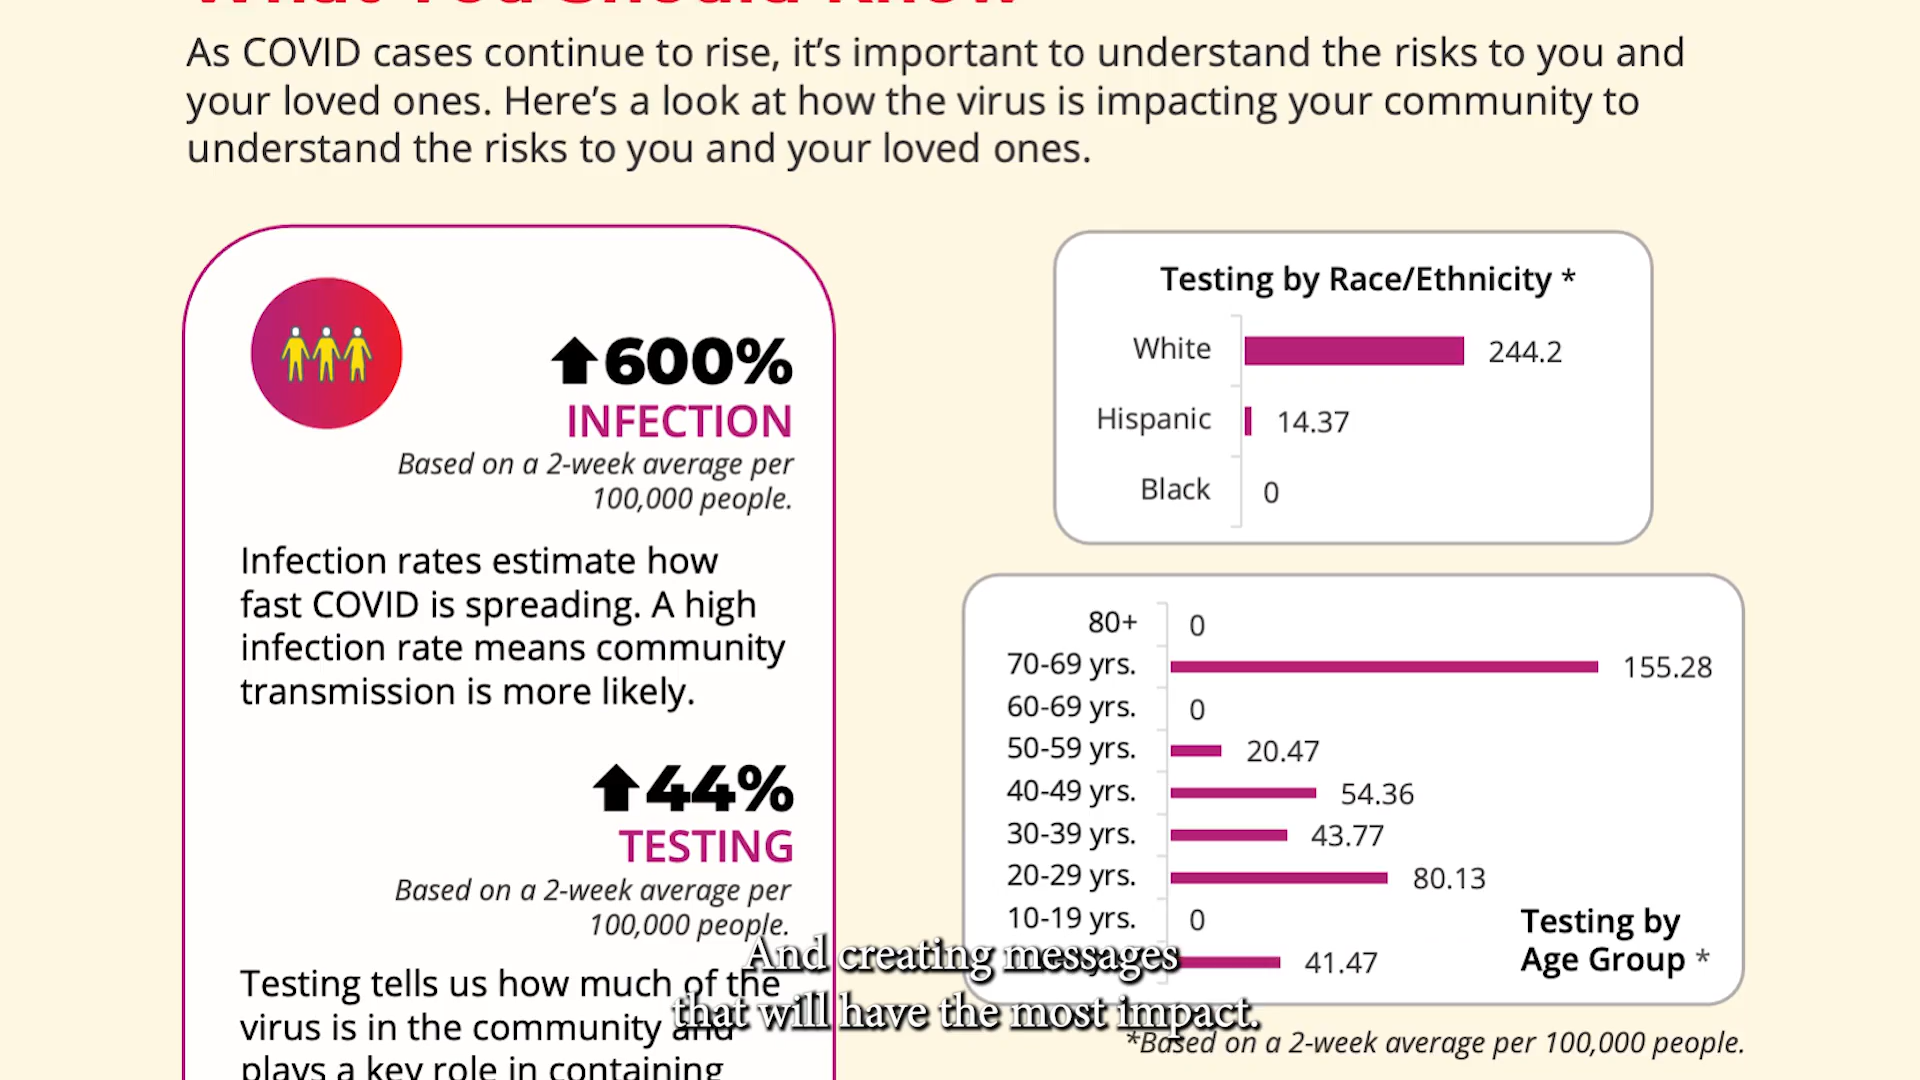 As COVID cases continue to rise, it's important to understand the risks to you and
your loved ones. Here's a look at how the virus is impacting your community to
understand the risks to you and your loved ones.
⬆600%
INFECTION
Based on a 2-week average per
100,000 people.
Infection rates estimate how
fast COVID is spreading. A high
infection rate means community
transmission is more likely.
⬆44%
TESTING
Based on a 2-week average per
100,000 people.
Testing tells us how much of the
virus is in the community and
plays a key role in containing
Testing by Race/Ethnicity *
White 244.2
Hispanic 14.37
Black 0
80+ 0
70-69 yrs. 155.28
60-69 yrs. 0
50-59 yrs. 20.47
40-49 yrs. 54.36
30-39 yrs. 43.77
20-29 yrs. 80.13
10-19 yrs. 0
41.47
Testing by
Age Group *
*Based on a 2-week average per 100,000 people.
And creating messages
that will have the most impact.